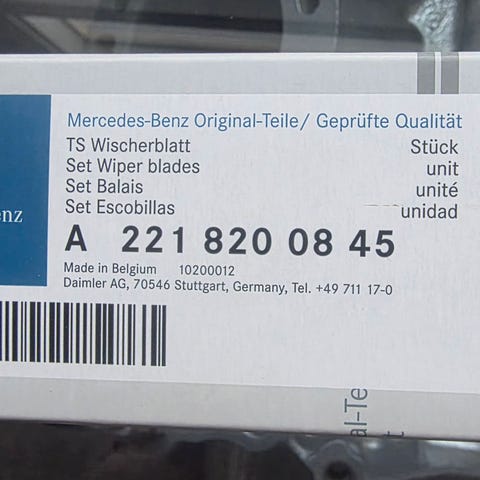 Mercedes-Benz Original-Teile/ Geprüfte Qualität
TS Wischerblatt Stück
Set Wiper blades unit
Set Balais unité
Set Escobillas unidad
enz
A 221 820 08 45
Made in Belgium 10200012
Daimler AG, 70546 Stuttgart, Germany, Tel. +49 711 17-0
al-Te